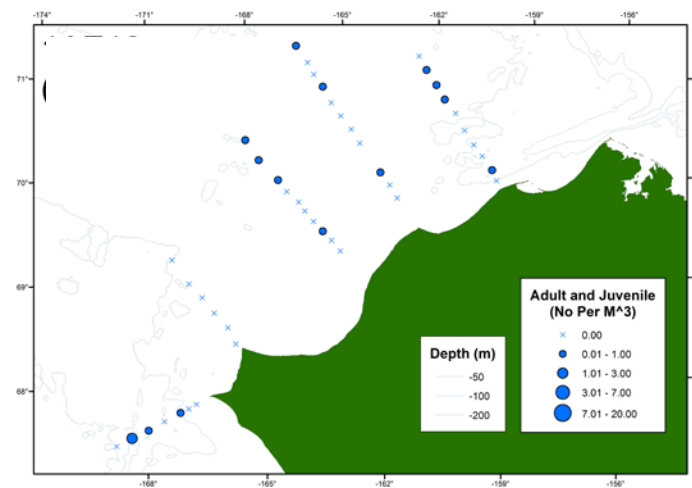 -174° -171° -168° -165° -162° -159° -156°
71°
70°
69°
68°
Adult and Juvenile
(No Per M^3)
0.00
0.01 - 1.00
1.01 - 3.00
3.01 - 7.00
7.01 - 20.00
Depth (m)
-50
-100
-200
-168° -165° -162° -159° -156°